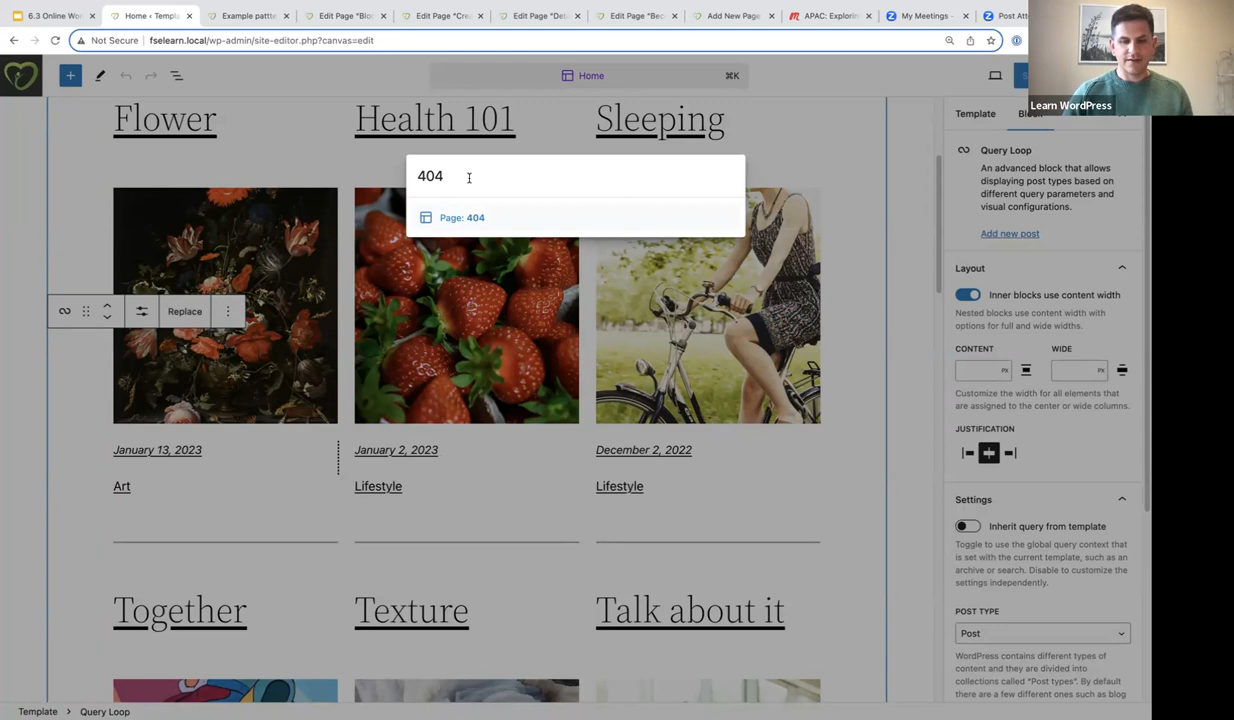 6.3 Online Wor
Home ‹ Templa
Example pattte
Edit Page "Blo
Edit Page "Crea
Edit Page "Deta
Edit Page "Beca
Add New Page
APAC: Explorin
My Meetings -
Post Att
Not Secure
fselearn.local/wp-admin/site-editor.php?canvas=edit
Learn WordPress
Home
⌘K
Template
Flower
Health 101
Sleeping
404
Page: 404
Replace
January 13, 2023
January 2, 2023
December 2, 2022
Art
Lifestyle
Lifestyle
Together
Texture
Talk about it
Query Loop
An advanced block that allows
displaying post types based on
different query parameters and
visual configurations.
Add new post
Layout
Inner blocks use content width
Nested blocks use content width with
options for full and wide widths.
CONTENT
WIDE
PX
PX
Customize the width for all elements
that are assigned to the center or wide columns.
JUSTIFICATION
Settings
Inherit query from template
Toggle to use the global query context that
is set with the current template, such as an
archive or search. Disable to customize the
settings independently.
POST TYPE
Post
WordPress contains different types of
content and they are divided into
collections called "Post types". By default
there are a few different ones such as blog
Template > Query Loop